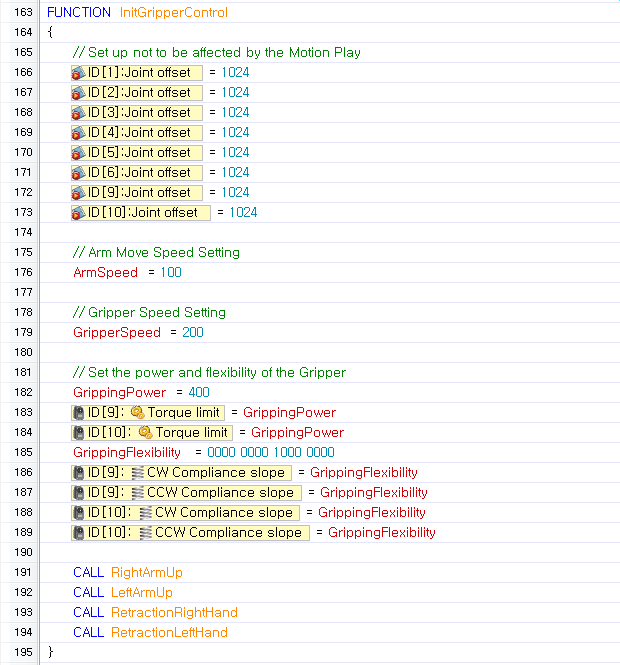 163 FUNCTION InitGripperControl
164 {
165 // Set up not to be affected by the Motion Play
166 ID[1]:Joint offset = 1024
167 ID[2]:Joint offset = 1024
168 ID[3]:Joint offset = 1024
169 ID[4]:Joint offset = 1024
170 ID[5]:Joint offset = 1024
171 ID[6]:Joint offset = 1024
172 ID[9]:Joint offset = 1024
173 ID[10]:Joint offset = 1024
174
175 // Arm Move Speed Setting
176 ArmSpeed = 100
177
178 // Gripper Speed Setting
179 GripperSpeed = 200
180
181 // Set the power and flexibility of the Gripper
182 GrippingPower = 400
183 ID[9]: Torque limit = GrippingPower
184 ID[10]: Torque limit = GrippingPower
185 GrippingFlexibility = 0000 0000 1000 0000
186 ID[9]: CW Compliance slope = GrippingFlexibility
187 ID[9]: CCW Compliance slope = GrippingFlexibility
188 ID[10]: CW Compliance slope = GrippingFlexibility
189 ID[10]: CCW Compliance slope = GrippingFlexibility
190
191 CALL RightArmUp
192 CALL LeftArmUp
193 CALL RetractionRightHand
194 CALL RetractionLeftHand
195 }